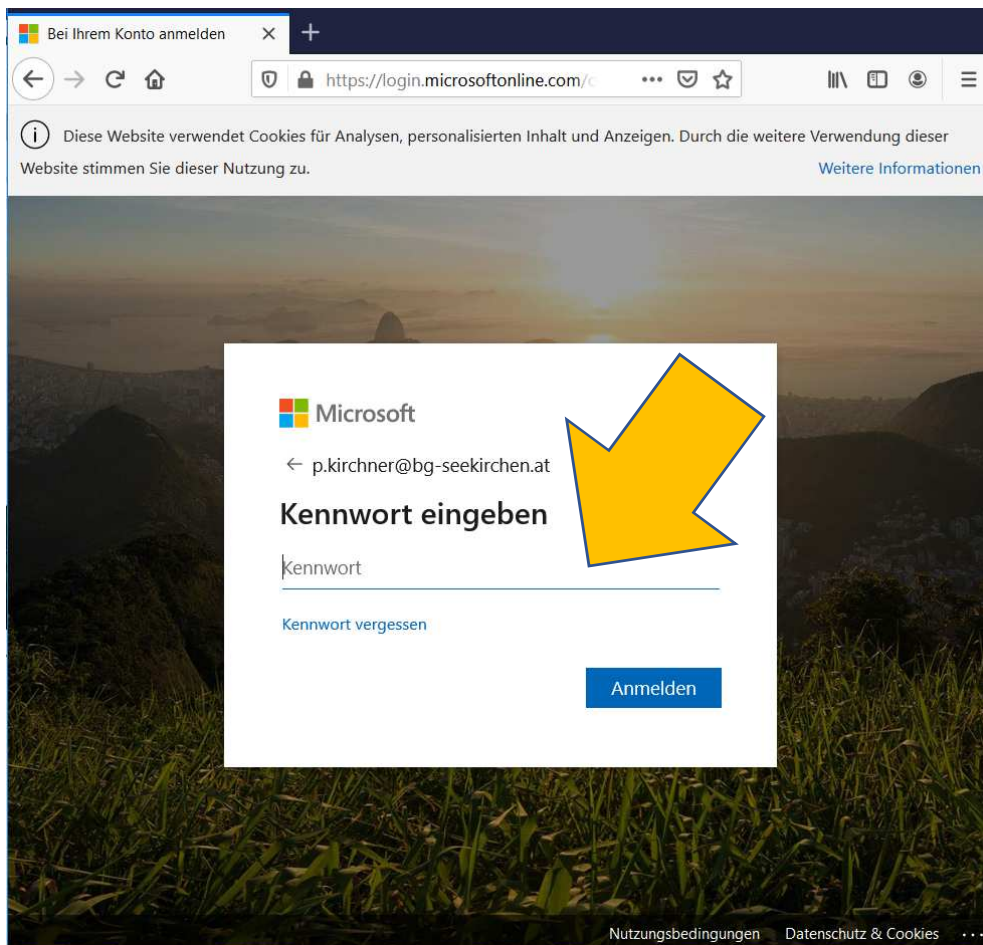 Bei Ihrem Konto anmelden
https://login.microsoftonline.com/
Diese Website verwendet Cookies für Analysen, personalisierten Inhalt und Anzeigen. Durch die weitere Verwendung dieser
Website stimmen Sie dieser Nutzung zu.
Weitere Informationen
Microsoft
← p.kirchner@bg-seekirchen.at
Kennwort eingeben
Kennwort
Kennwort vergessen
Anmelden
Nutzungsbedingungen Datenschutz & Cookies ...